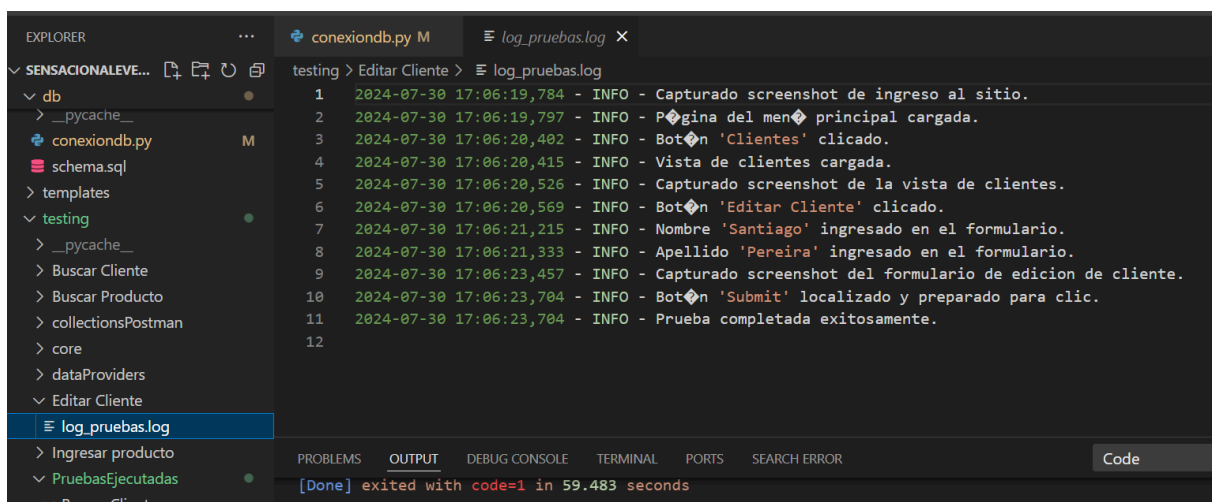 EXPLORER ...
SENSACIONALEVE...
db
__pycache__
conexiondb.py M
schema.sql
templates
testing
__pycache__
Buscar Cliente
Buscar Producto
collectionsPostman
core
dataProviders
Editar Cliente
log_pruebas.log
Ingresar producto
PruebasEjecutadas
conexiondb.py M log_pruebas.log
testing > Editar Cliente > log_pruebas.log
1 2024-07-30 17:06:19,784 - INFO - Capturado screenshot de ingreso al sitio.
2 2024-07-30 17:06:19,797 - INFO - P�gina del men� principal cargada.
3 2024-07-30 17:06:20,402 - INFO - Bot�n 'Clientes' clicado.
4 2024-07-30 17:06:20,415 - INFO - Vista de clientes cargada.
5 2024-07-30 17:06:20,526 - INFO - Capturado screenshot de la vista de clientes.
6 2024-07-30 17:06:20,569 - INFO - Bot�n 'Editar Cliente' clicado.
7 2024-07-30 17:06:21,215 - INFO - Nombre 'Santiago' ingresado en el formulario.
8 2024-07-30 17:06:21,333 - INFO - Apellido 'Pereira' ingresado en el formulario.
9 2024-07-30 17:06:23,457 - INFO - Capturado screenshot del formulario de edicion de cliente.
10 2024-07-30 17:06:23,704 - INFO - Bot�n 'Submit' localizado y preparado para clic.
11 2024-07-30 17:06:23,704 - INFO - Prueba completada exitosamente.
12
PROBLEMS OUTPUT DEBUG CONSOLE TERMINAL PORTS SEARCH ERROR Code
[Done] exited with code=1 in 59.483 seconds